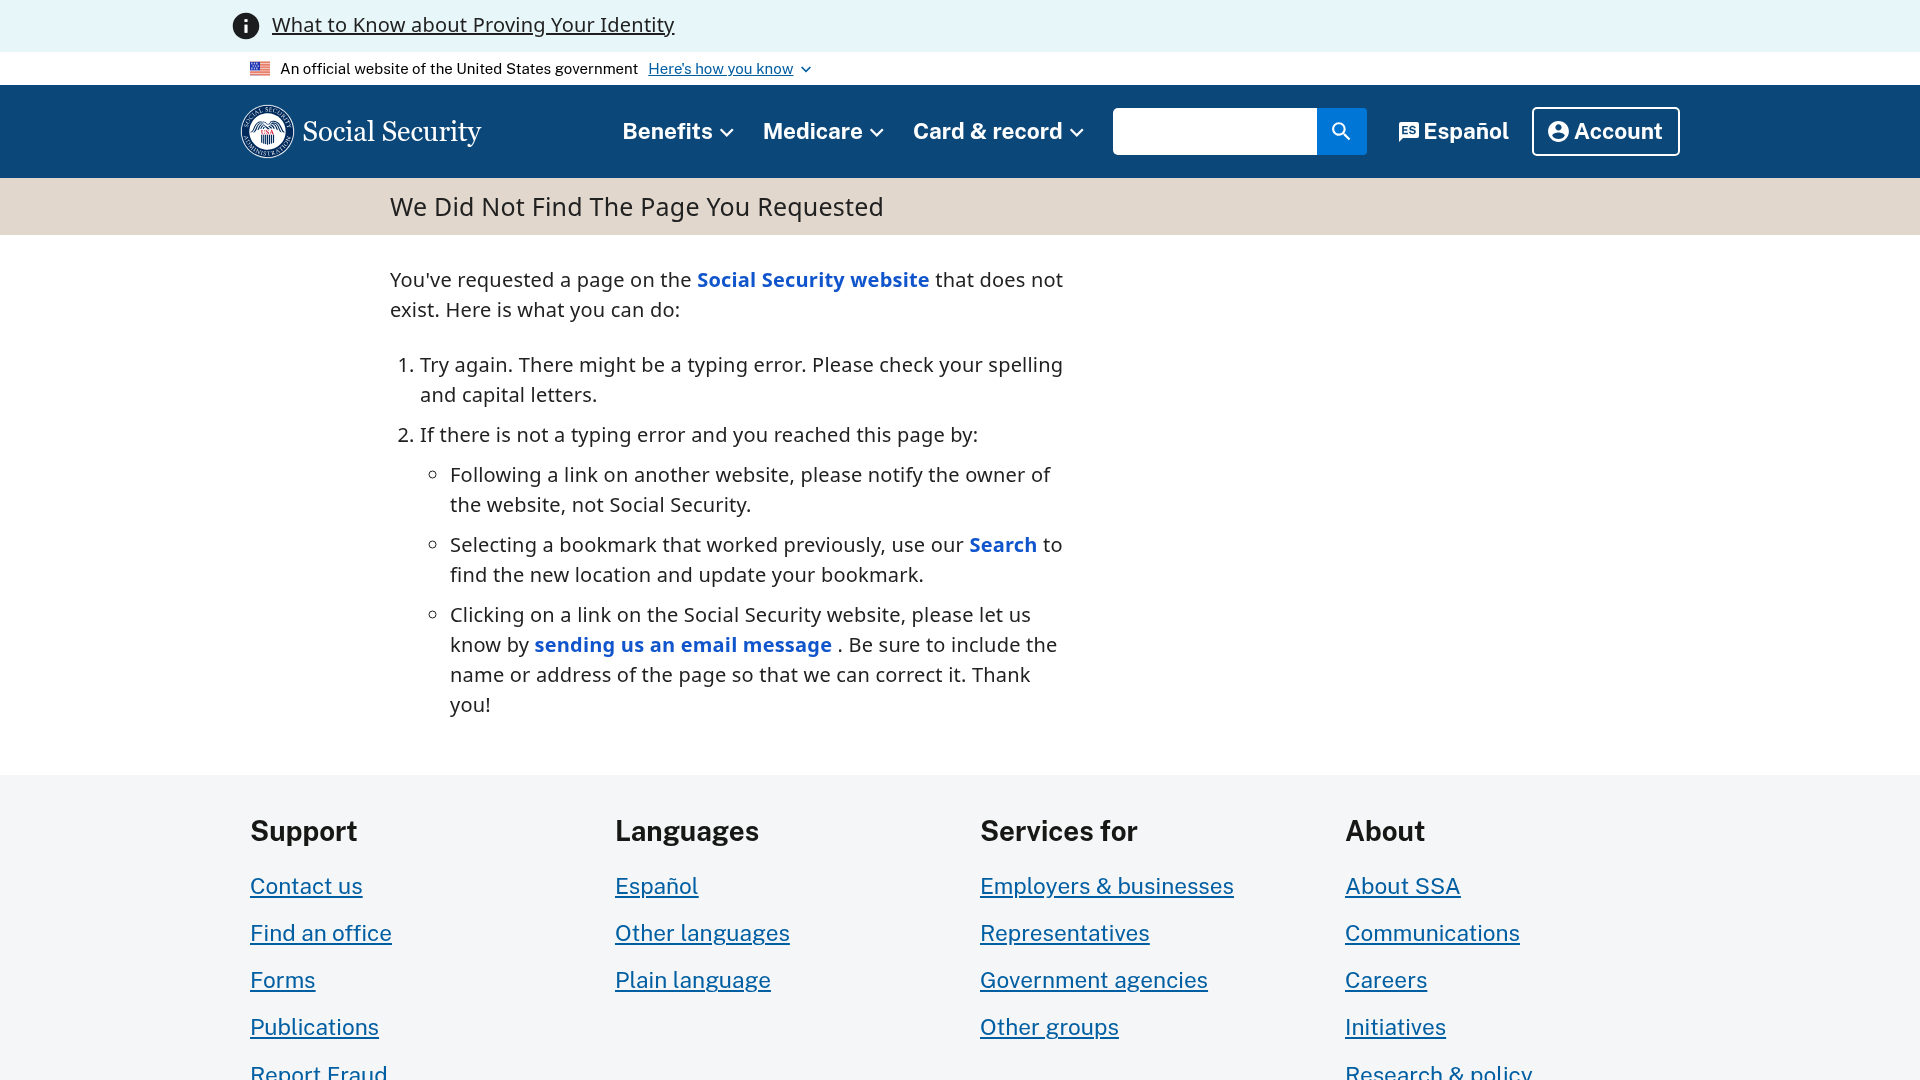 What to Know about Proving Your Identity
An official website of the United States government Here's how you know
Social Security
Benefits
Medicare
Card & record
Español
Account
We Did Not Find The Page You Requested
You've requested a page on the Social Security website that does not
exist. Here is what you can do:
1. Try again. There might be a typing error. Please check your spelling
and capital letters.
2. If there is not a typing error and you reached this page by:
Following a link on another website, please notify the owner of
the website, not Social Security.
Selecting a bookmark that worked previously, use our Search to
find the new location and update your bookmark.
Clicking on a link on the Social Security website, please let us
know by sending us an email message . Be sure to include the
name or address of the page so that we can correct it. Thank
you!
Support
Contact us
Find an office
Forms
Publications
Report Fraud
Languages
Español
Other languages
Plain language
Services for
Employers & businesses
Representatives
Government agencies
Other groups
About
About SSA
Communications
Careers
Initiatives
Research & policy